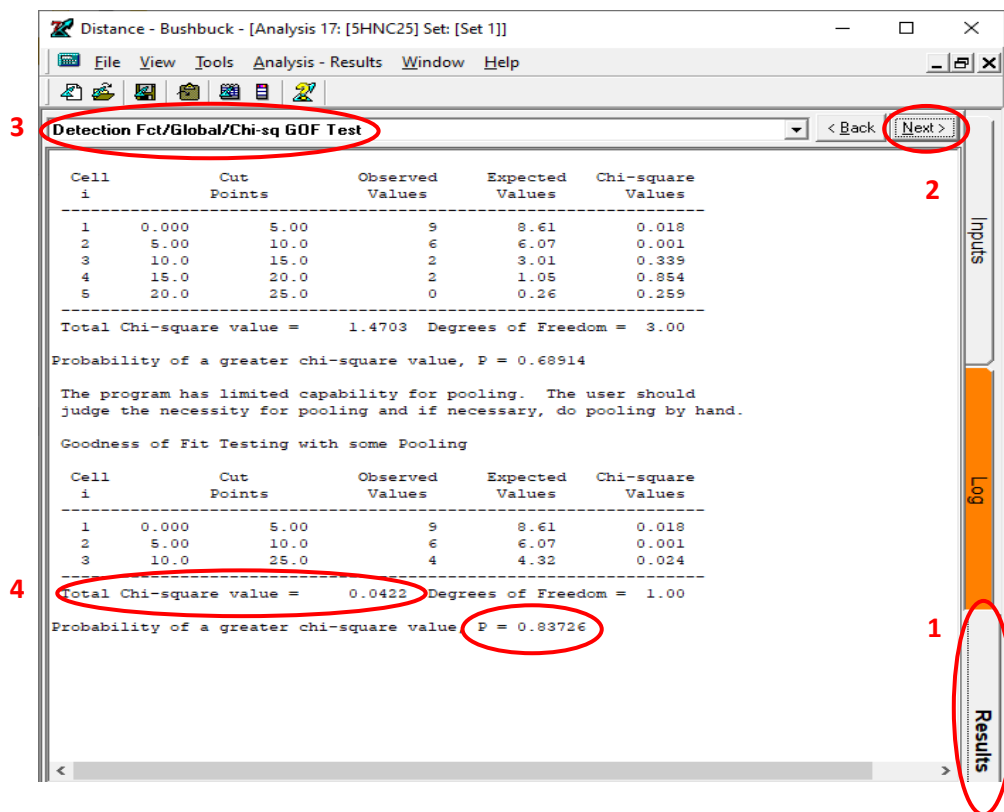 Distance - Bushbuck - [Analysis 17: [5HNC25] Set: [Set 1]]
File View Tools Analysis - Results Window Help
3 Detection Fct/Global/Chi-sq GOF Test < Back Next >
2
Cell Cut Observed Expected Chi-square
i Points Values Values Values
----------------------------------------------------------------
1 0.000 5.00 9 8.61 0.018
2 5.00 10.0 6 6.07 0.001
3 10.0 15.0 2 3.01 0.339
4 15.0 20.0 2 1.05 0.854
5 20.0 25.0 0 0.26 0.259
----------------------------------------------------------------
Total Chi-square value = 1.4703 Degrees of Freedom = 3.00
Probability of a greater chi-square value, P = 0.68914
The program has limited capability for pooling. The user should
judge the necessity for pooling and if necessary, do pooling by hand.
Goodness of Fit Testing with some Pooling
Cell Cut Observed Expected Chi-square
i Points Values Values Values
----------------------------------------------------------------
1 0.000 5.00 9 8.61 0.018
2 5.00 10.0 6 6.07 0.001
3 10.0 25.0 4 4.32 0.024
----------------------------------------------------------------
4 Total Chi-square value = 0.0422 Degrees of Freedom = 1.00
Probability of a greater chi-square value, P = 0.83726
1
Inputs
Log
Results